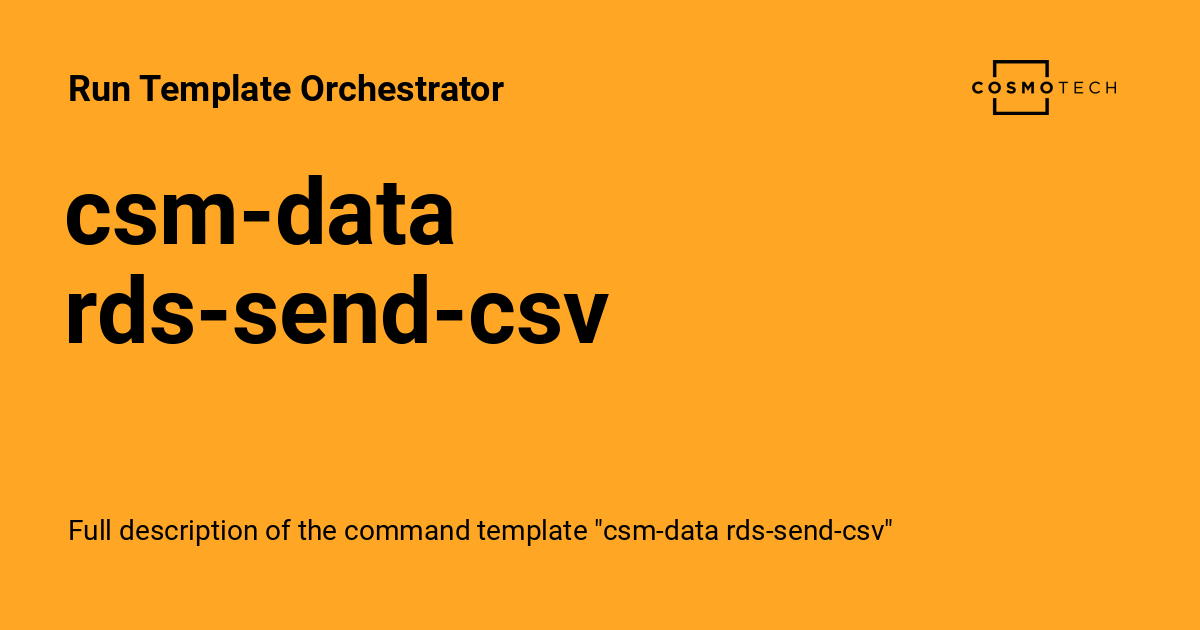 Run Template Orchestrator
COSMOTECH
csm-data
rds-send-csv
Full description of the command template "csm-data rds-send-csv"